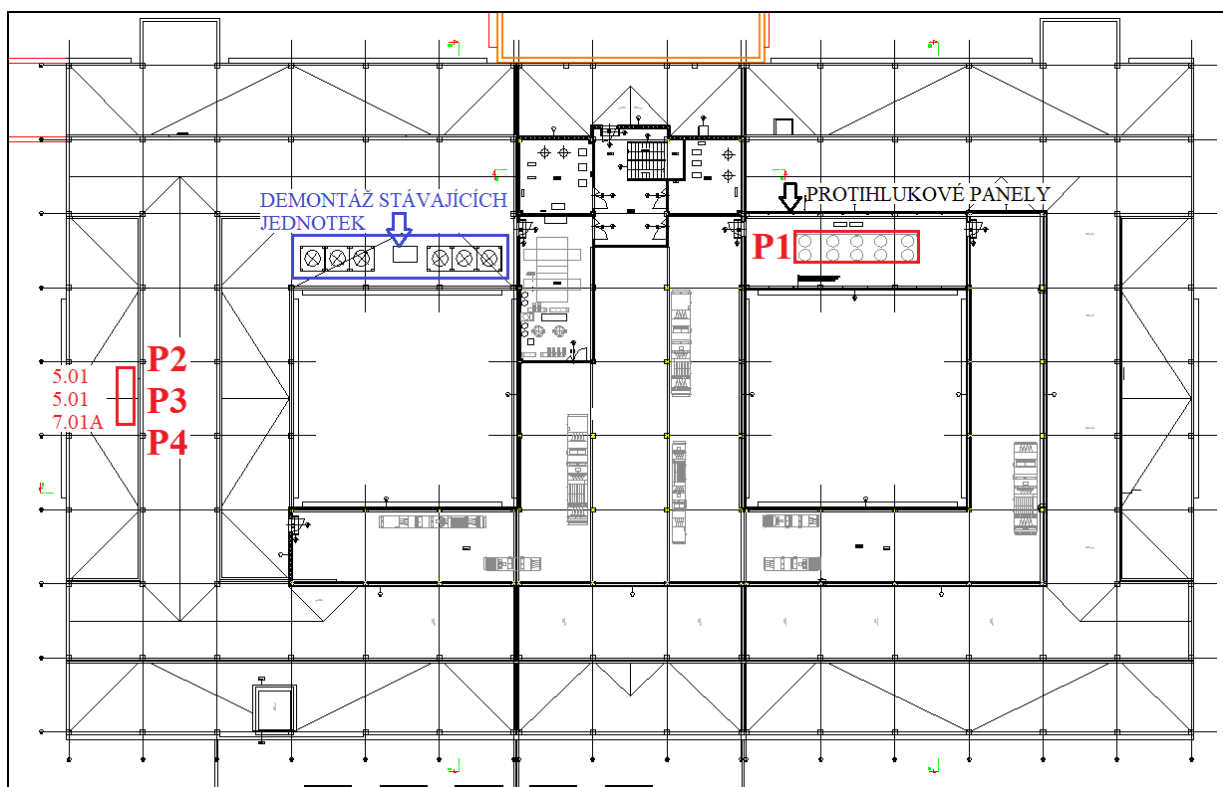 DEMONTÁŽ STÁVAJÍCÍCH
JEDNOTEK
PROTIHLUKOVÉ PANELY
P1
P2
5.01
5.01
P3
7.01A
P4